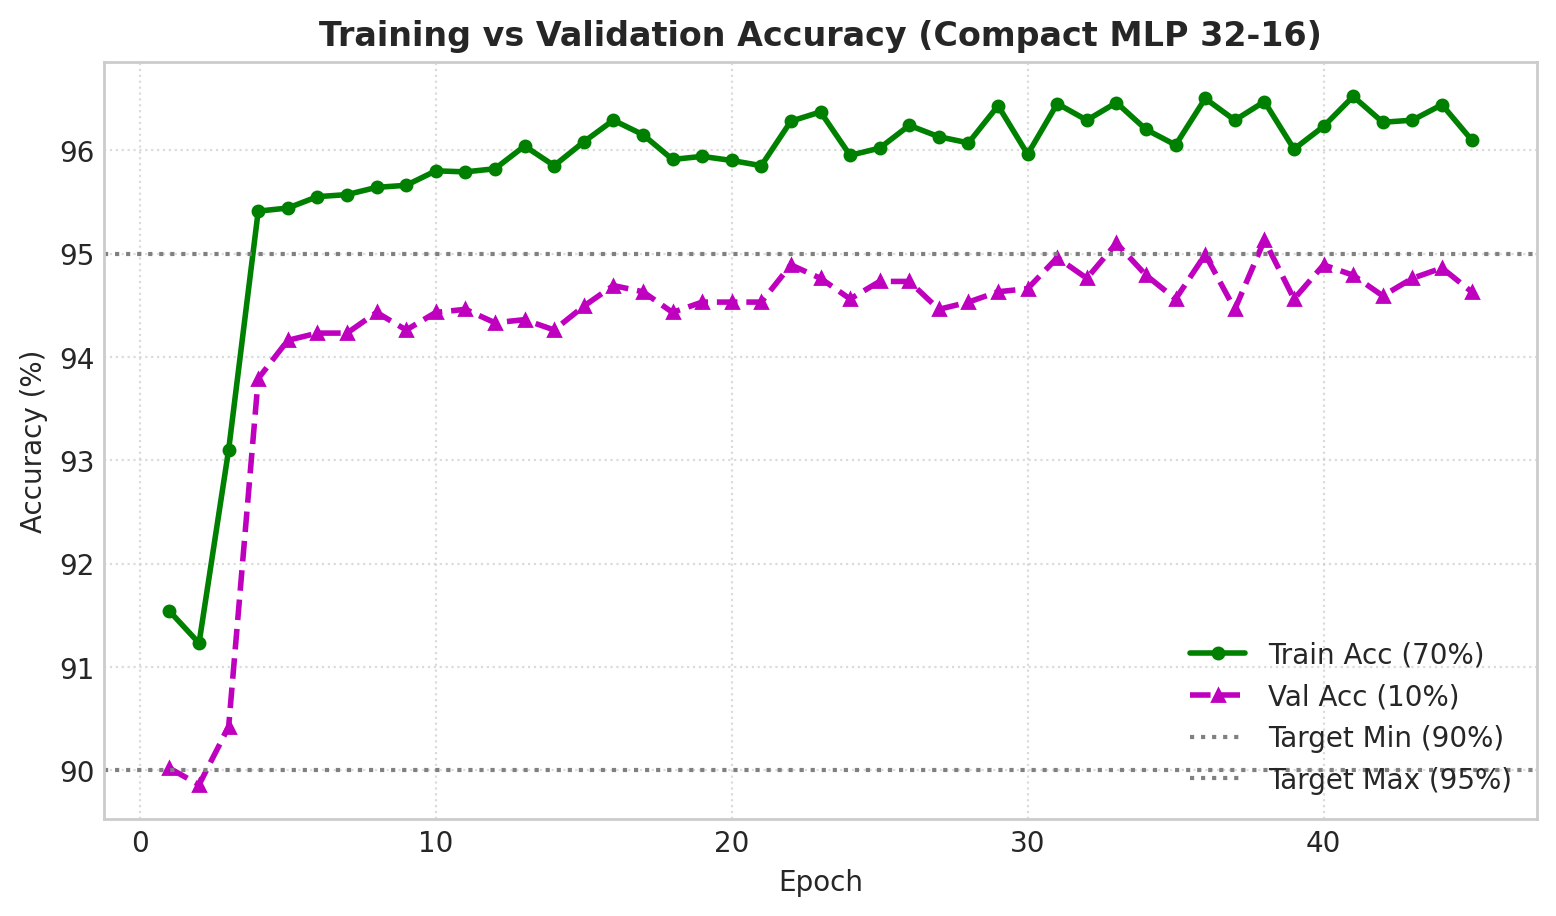 Training vs Validation Accuracy (Compact MLP 32-16)
Accuracy (%)
96
95
94
93
92
91
90
Train Acc (70%)
Val Acc (10%)
Target Min (90%)
Target Max (95%)
0 10 20 30 40
Epoch